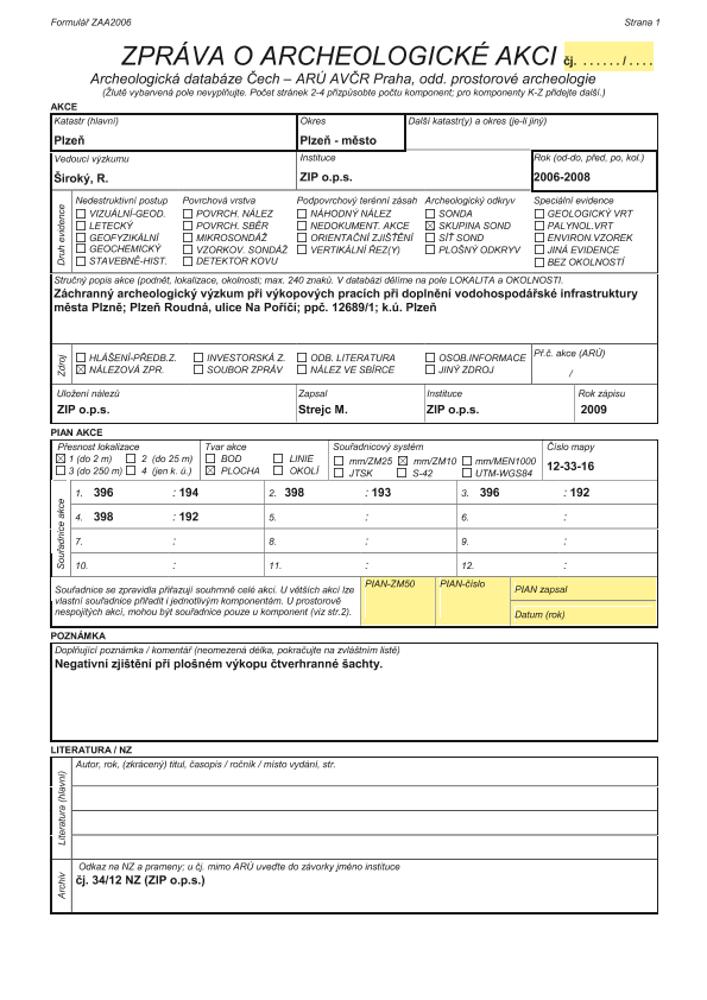 Formulář ZAA2006 Strana 1
ZPRÁVA O ARCHEOLOGICKÉ AKCI čj. . . . . . . / . . . .
Archeologická databáze Čech – ARÚ AVČR Praha, odd. prostorové archeologie
(Žlutě vybarvená pole nevyplňujte. Počet stránek 2-4 přizpůsobte počtu komponent; pro komponenty K-Z přidejte další.)
AKCE
Katastr (hlavní) Okres Další katastr(y) a okres (je-li jiný)
Plzeň Plzeň - město
Vedoucí výzkumu Instituce Rok (od-do, před, po, kol.)
Široký, R. ZIP o.p.s. 2006-2008
Druh evidence
Nedestruktivní postup Povrchová vrstva Podpovrchový terénní zásah Archeologický odkryv Speciální evidence
☐ VIZUÁLNÍ-GEOD. ☐ POVRCH. NÁLEZ ☐ NÁHODNÝ NÁLEZ ☐ SONDA ☐ GEOLOGICKÝ VRT
☐ LETECKÝ ☐ POVRCH. SBĚR ☐ NEDOKUMENT. AKCE ☒ SKUPINA SOND ☐ PALYNOL.VRT
☐ GEOFYZIKÁLNÍ ☐ MIKROSONDÁŽ ☐ ORIENTAČNÍ ZJIŠTĚNÍ ☐ SÍŤ SOND ☐ ENVIRON.VZOREK
☐ GEOCHEMICKÝ ☐ VZORKOV. SONDÁŽ ☐ VERTIKÁLNÍ ŘEZ(Y) ☐ PLOŠNÝ ODKRYV ☐ JINÁ EVIDENCE
☐ STAVEBNĚ-HIST. ☐ DETEKTOR KOVU ☐ BEZ OKOLNOSTÍ
Stručný popis akce (podnět, lokalizace, okolnosti; max. 240 znaků. V databázi dělíme na pole LOKALITA a OKOLNOSTI.
Záchranný archeologický výzkum při výkopových pracích při doplnění vodohospodářské infrastruktury
města Plzně; Plzeň Roudná, ulice Na Poříčí; ppč. 12689/1; k.ú. Plzeň
Zdroj
☐ HLÁŠENÍ-PŘEDB.Z. ☐ INVESTORSKÁ Z. ☐ ODB. LITERATURA ☐ OSOB.INFORMACE Př.č. akce (ARÚ)
☒ NÁLEZOVÁ ZPR. ☐ SOUBOR ZPRÁV ☐ NÁLEZ VE SBÍRCE ☐ JINÝ ZDROJ /
Uložení nálezů Zapsal Instituce Rok zápisu
ZIP o.p.s. Strejc M. ZIP o.p.s. 2009
PIAN AKCE
Přesnost lokalizace Tvar akce Souřadnicový systém Číslo mapy
☒ 1 (do 2 m) ☐ 2 (do 25 m) ☐ BOD ☐ LINIE ☐ mm/ZM25 ☒ mm/ZM10 ☐ mm/MEN1000 12-33-16
☐ 3 (do 250 m) ☐ 4 (jen k. ú.) ☒ PLOCHA ☐ OKOLÍ ☐ JTSK ☐ S-42 ☐ UTM-WGS84
Souřadnice akce
1. 396 : 194 2. 398 : 193 3. 396 : 192
4. 398 : 192 5. : 6. :
7. : 8. : 9. :
10. : 11. : 12. :
Souřadnice se zpravidla přiřazují souhrnně celé akci. U větších akcí lze PIAN-ZM50 PIAN-číslo PIAN zapsal
vlastní souřadnice přiředit i jednotlivým komponentám. U prostorově
nespojitých akcí, mohou být souřadnice pouze u komponent (viz str.2). Datum (rok)
POZNÁMKA
Doplňující poznámka / komentář (neomezená délka, pokračujte na zvláštním listě)
Negativní zjištění při plošném výkopu čtverhranné šachty.
LITERATURA / NZ
Literatura (hlavní)
Autor, rok, (zkrácený) titul, časopis / ročník / místo vydání, str.
Archiv
Odkaz na NZ a prameny; u čj. mimo ARÚ uveďte do závorky jméno instituce
čj. 34/12 NZ (ZIP o.p.s.)